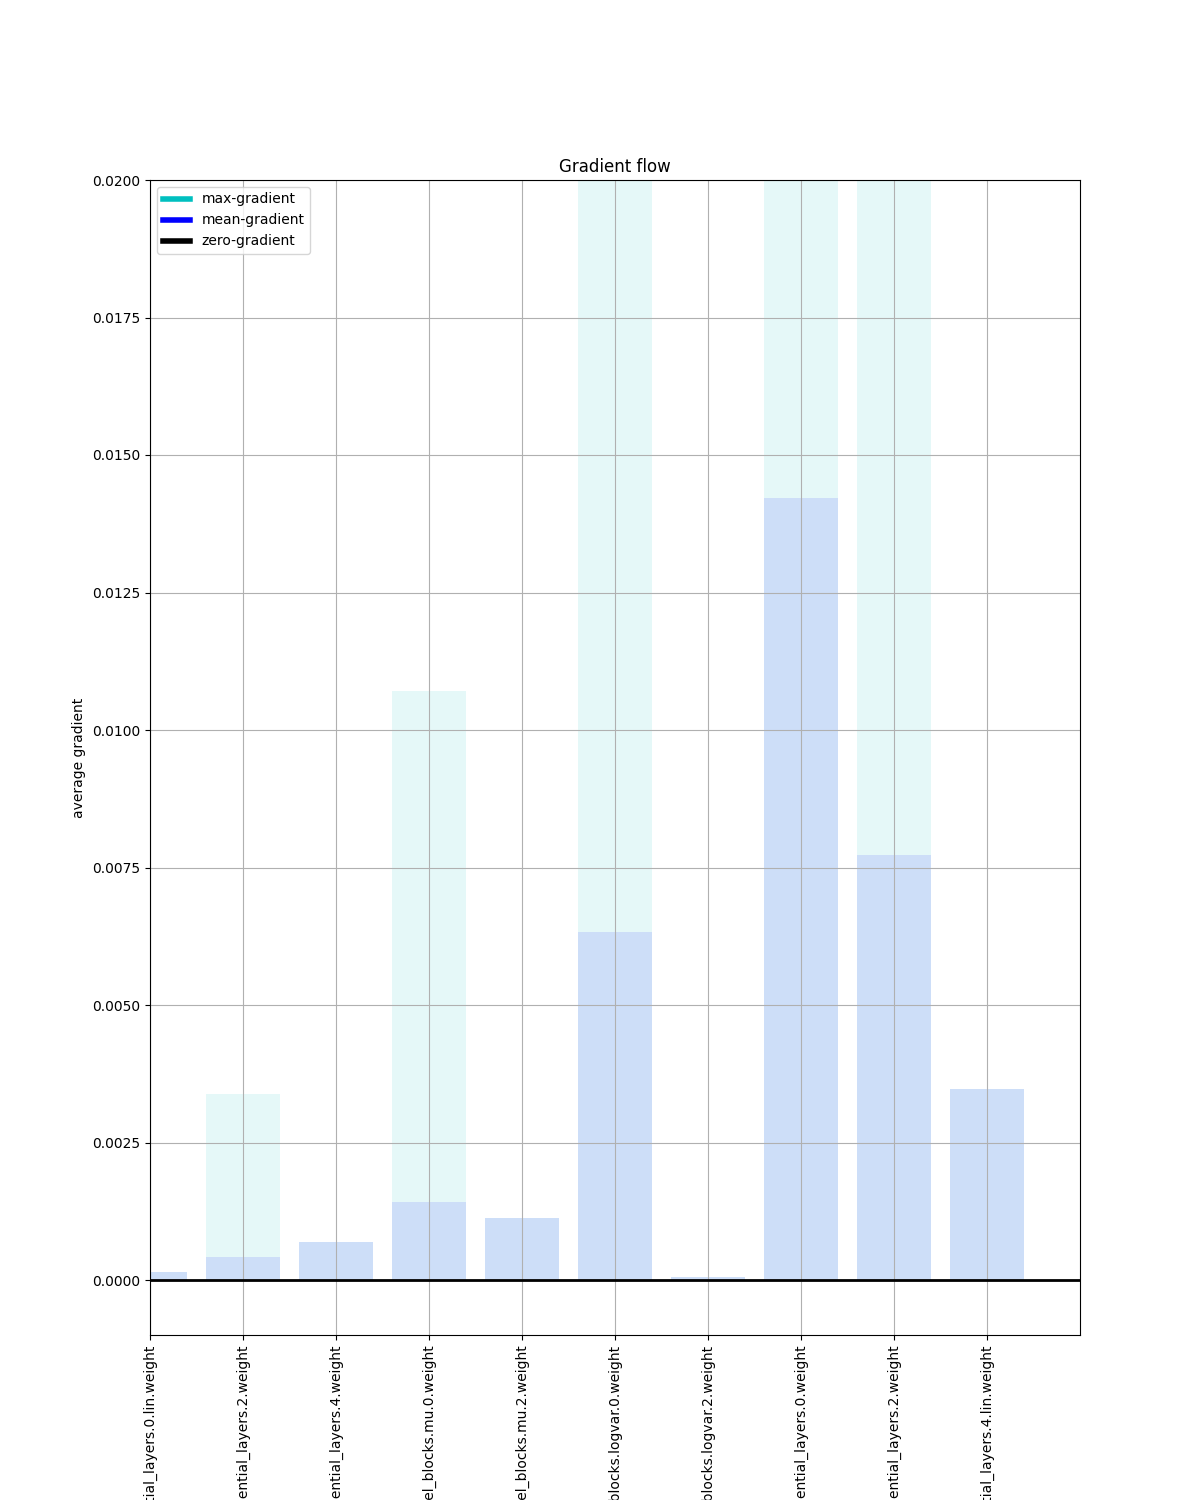 Gradient flow
max-gradient
mean-gradient
zero-gradient
0.0200
0.0175
0.0150
0.0125
0.0100
0.0075
0.0050
0.0025
0.0000
average gradient
tial_layers.0.lin.weight
ential_layers.2.weight
ential_layers.4.weight
el_blocks.mu.0.weight
el_blocks.mu.2.weight
blocks.logvar.0.weight
blocks.logvar.2.weight
ential_layers.0.weight
ential_layers.2.weight
tial_layers.4.lin.weight